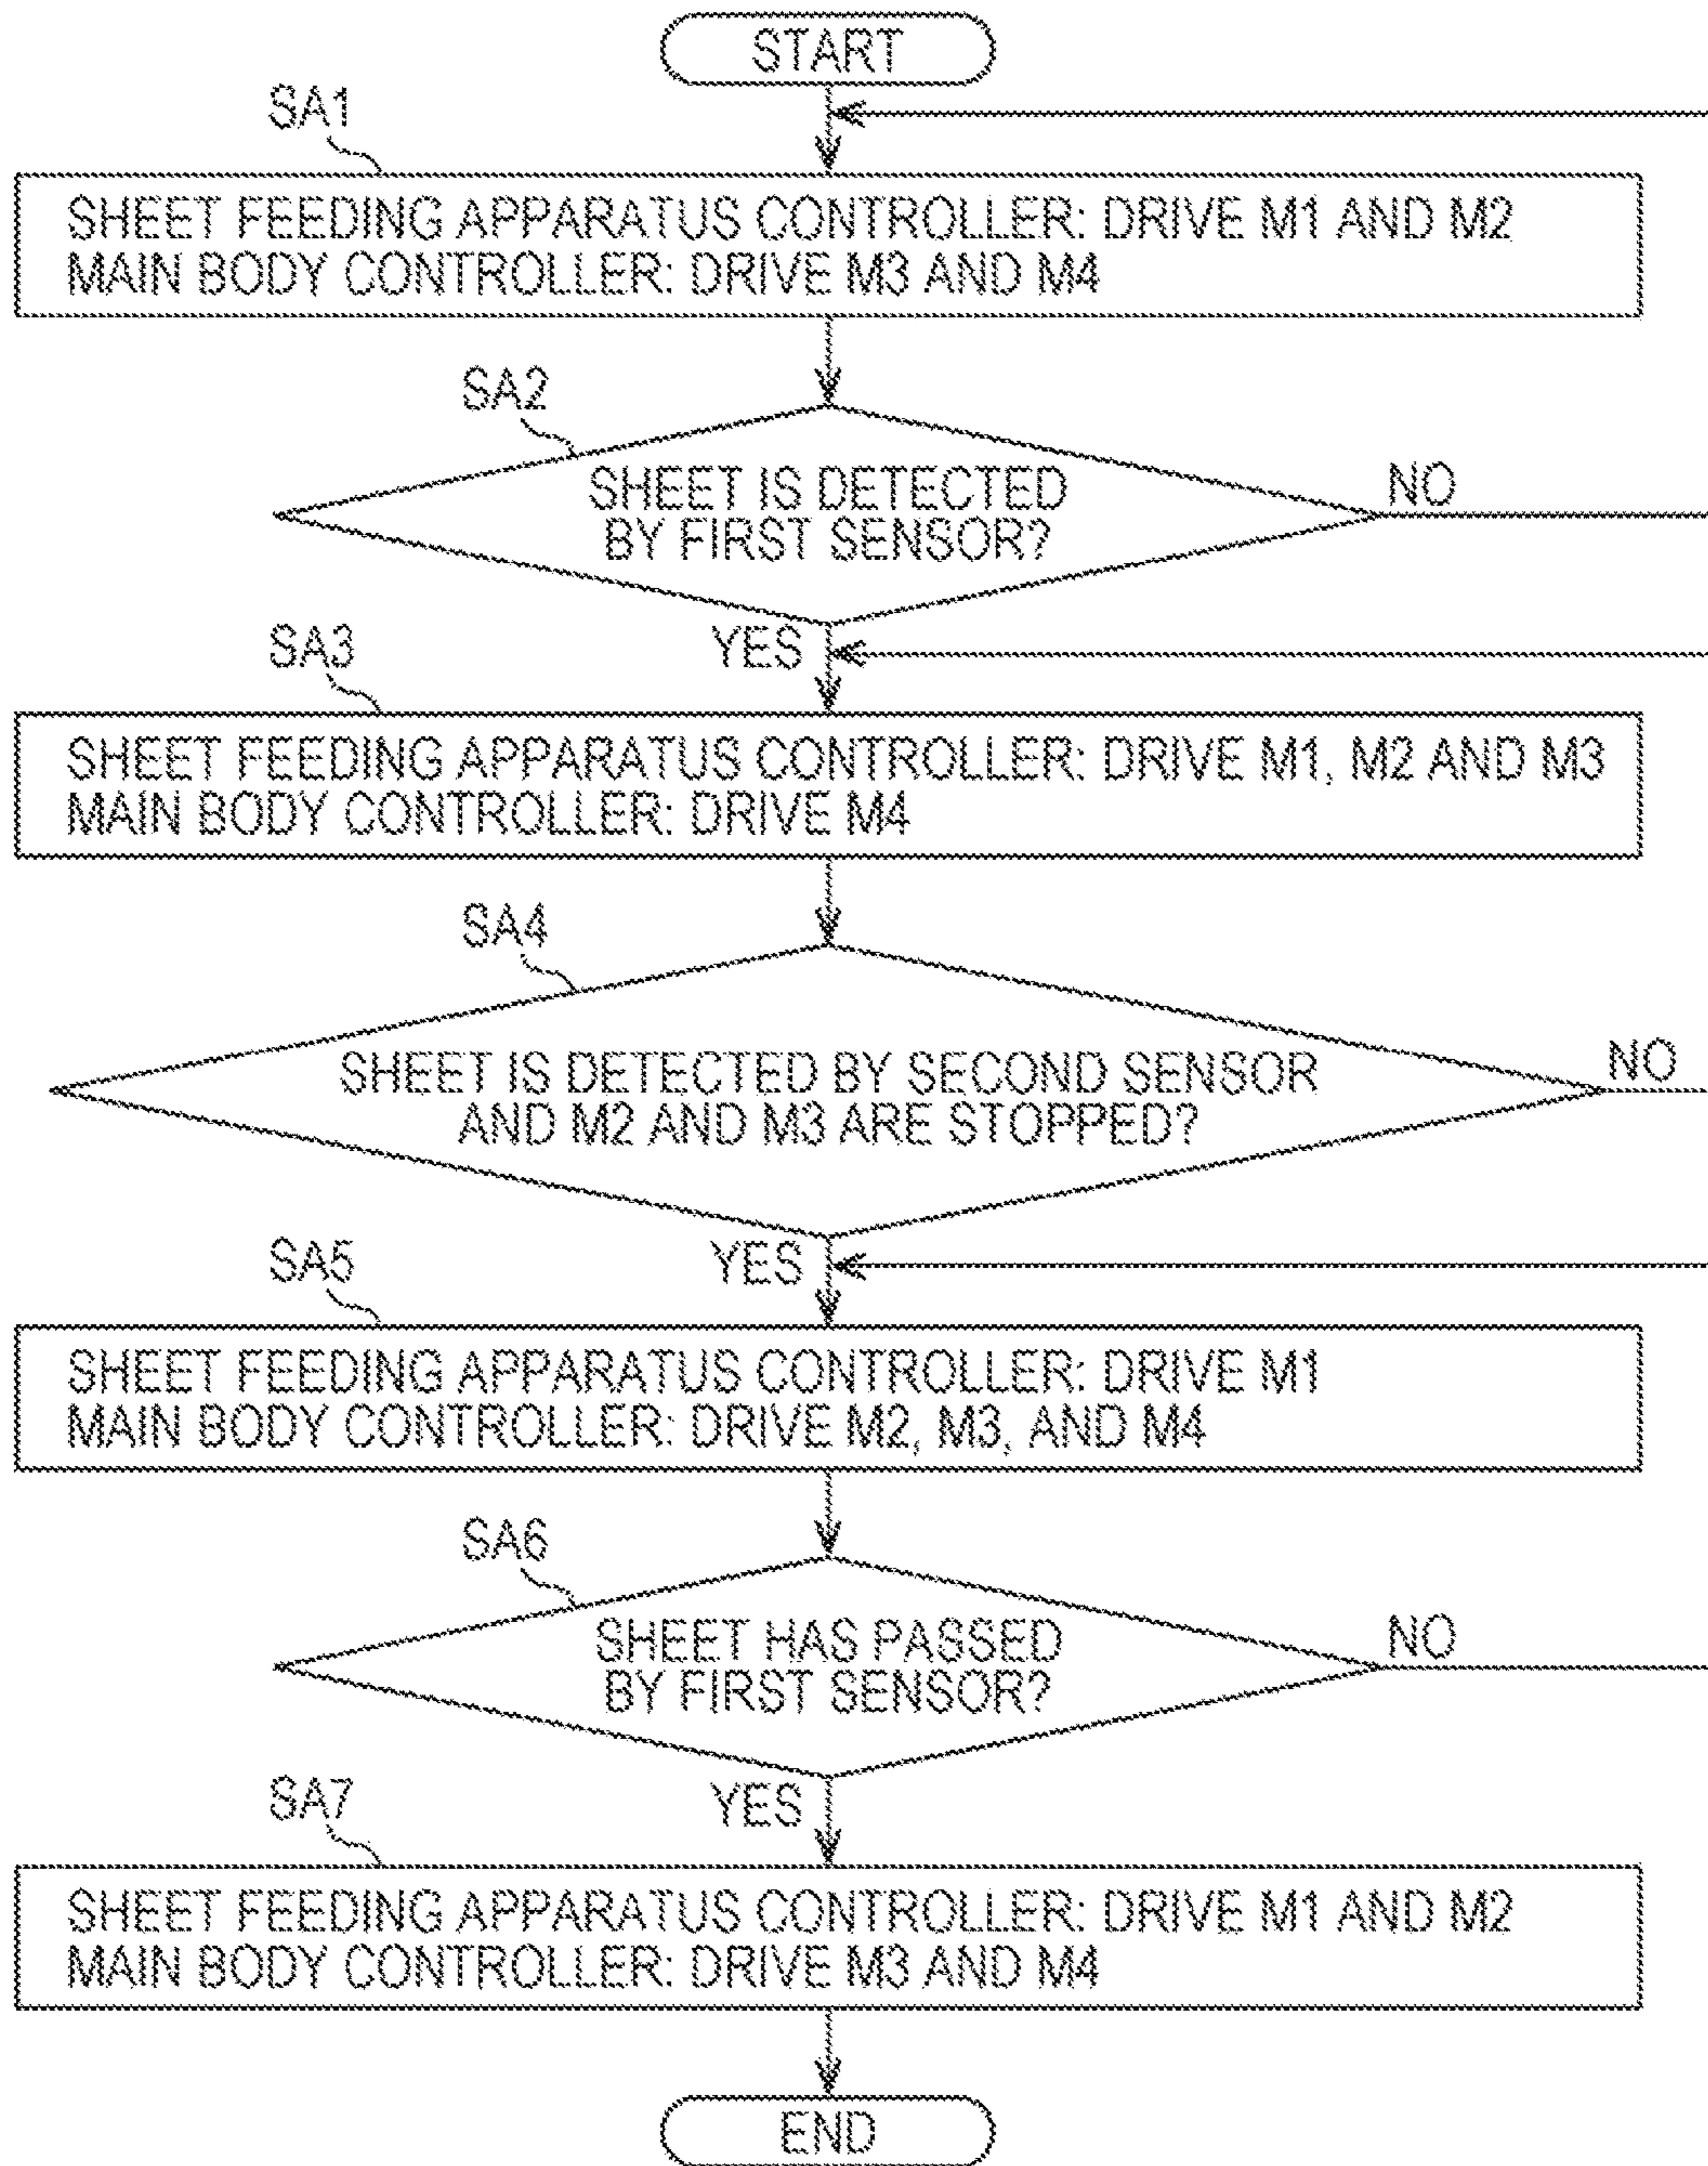 START
SA1
SHEET FEEDING APPARATUS CONTROLLER: DRIVE M1 AND M2
MAIN BODY CONTROLLER: DRIVE M3 AND M4
SA2
SHEET IS DETECTED
BY FIRST SENSOR?
NO
YES
SA3
SHEET FEEDING APPARATUS CONTROLLER: DRIVE M1, M2 AND M3
MAIN BODY CONTROLLER: DRIVE M4
SA4
SHEET IS DETECTED BY SECOND SENSOR
AND M2 AND M3 ARE STOPPED?
NO
YES
SA5
SHEET FEEDING APPARATUS CONTROLLER: DRIVE M1
MAIN BODY CONTROLLER: DRIVE M2, M3, AND M4
SA6
SHEET HAS PASSED
BY FIRST SENSOR?
NO
YES
SA7
SHEET FEEDING APPARATUS CONTROLLER: DRIVE M1 AND M2
MAIN BODY CONTROLLER: DRIVE M3 AND M4
END